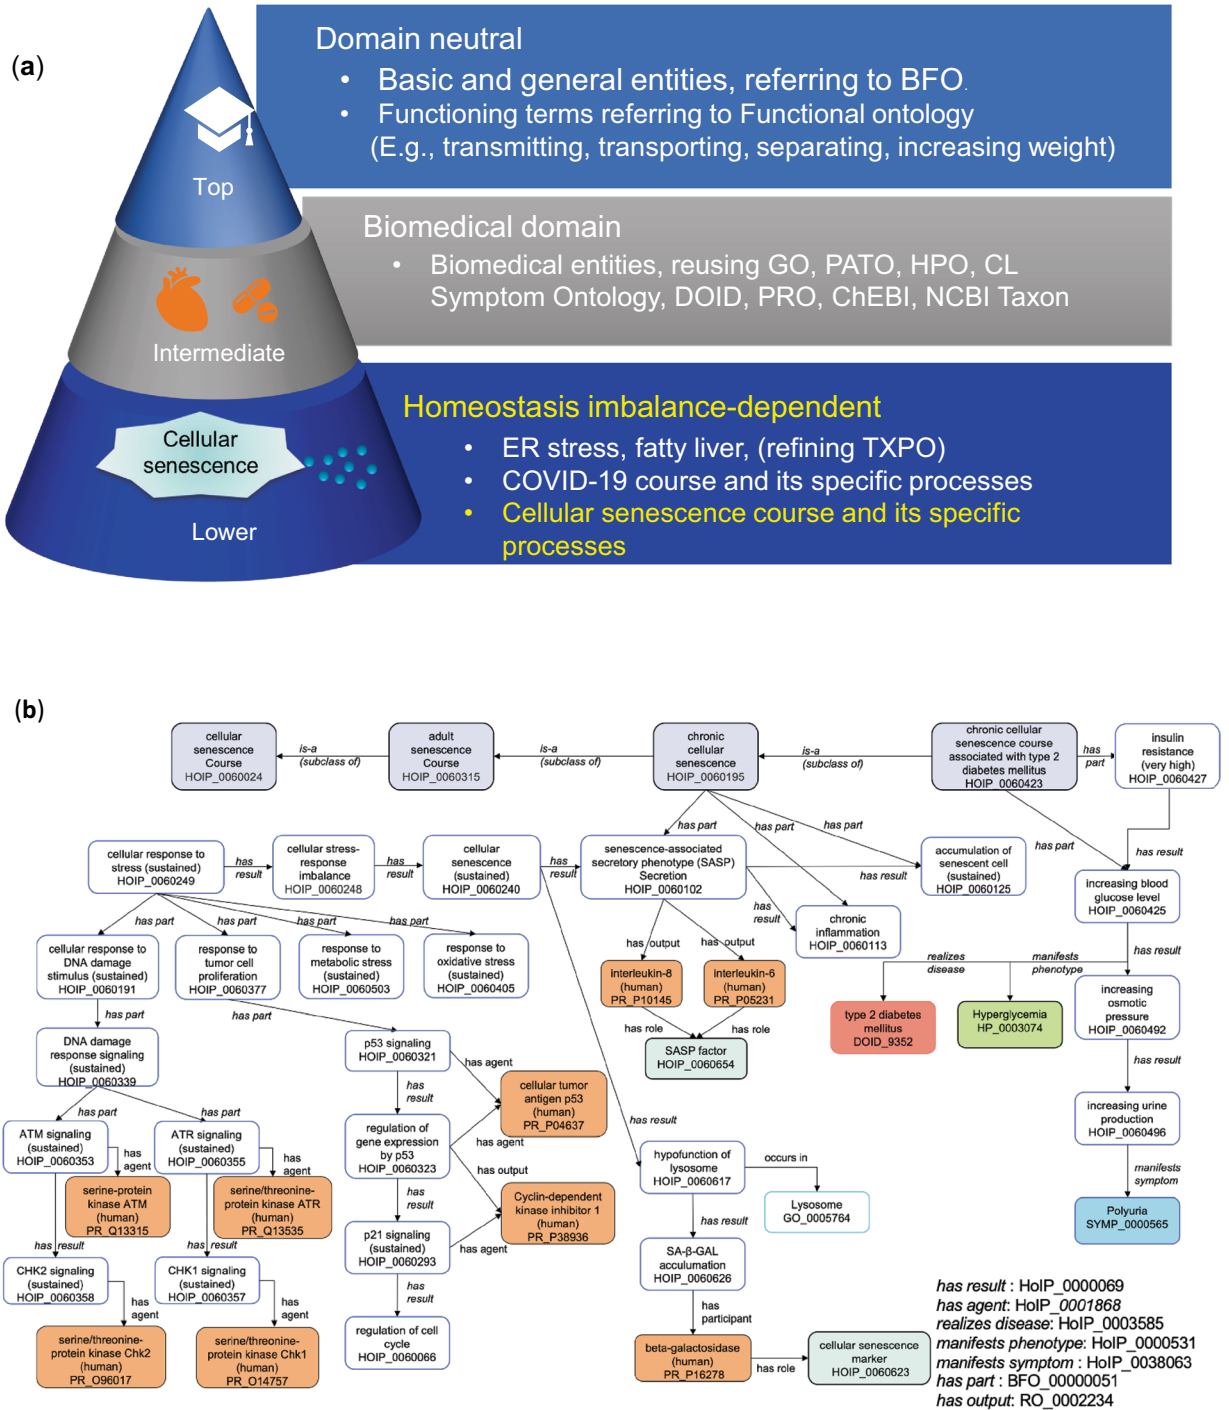 (a)
Domain neutral
• Basic and general entities, referring to BFO.
• Functioning terms referring to Functional ontology
(E.g., transmitting, transporting, separating, increasing weight)
Top
Biomedical domain
• Biomedical entities, reusing GO, PATO, HPO, CL
Symptom Ontology, DOID, PRO, ChEBI, NCBI Taxon
Intermediate
Homeostasis imbalance-dependent
• ER stress, fatty liver, (refining TXPO)
• COVID-19 course and its specific processes
• Cellular senescence course and its specific
processes
Cellular
senescence
Lower
(b)
cellular
senescence
Course
HOIP_0060024
is-a
(subclass of)
adult
senescence
Course
HOIP_0060315
is-a
(subclass of)
chronic
cellular
senescence
HOIP_0060195
is-a
(subclass of)
chronic cellular
senescence course
associated with type 2
diabetes mellitus
HOIP_0060423
has
part
insulin
resistance
(very high)
HOIP_0060427
has part
has part
has part
has part
has result
cellular response to
stress (sustained)
HOIP_0060249
has
result
cellular stress-
response
imbalance
HOIP_0060248
has
result
cellular
senescence
(sustained)
HOIP_0060240
has
result
senescence-associated
secretory phenotype (SASP)
Secretion
HOIP_0060102
has result
accumulation of
senescent cell
(sustained)
HOIP_0060125
increasing blood
glucose level
HOIP_0060425
has
result
chronic
inflammation
HOIP_0060113
has part
has part
has part
has part
cellular response to
DNA damage
stimulus (sustained)
HOIP_0060191
response to
tumor cell
proliferation
HOIP_0060377
response to
metabolic stress
(sustained)
HOIP_0060503
response to
oxidative stress
(sustained)
HOIP_0060405
has output
has output
interleukin-8
(human)
PR_P10145
interleukin-6
(human)
PR_P05231
has role
has role
SASP factor
HOIP_0060654
has result
realizes
disease
manifests
phenotype
type 2 diabetes
mellitus
DOID_9352
Hyperglycemia
HP_0003074
increasing
osmotic
pressure
HOIP_0060492
has result
increasing urine
production
HOIP_0060496
manifests
symptom
Polyuria
SYMP_0000565
has part
has part
DNA damage
response signaling
(sustained)
HOIP_0060339
has part
has part
ATM signaling
(sustained)
HOIP_0060353
has
agent
ATR signaling
(sustained)
HOIP_0060355
has
agent
serine-protein
kinase ATM
(human)
PR_Q13315
serine/threonine-
protein kinase ATR
(human)
PR_Q13535
has result
has result
CHK2 signaling
(sustained)
HOIP_0060358
has
agent
CHK1 signaling
(sustained)
HOIP_0060357
has
agent
serine/threonine-
protein kinase Chk2
(human)
PR_O96017
serine/threonine-
protein kinase Chk1
(human)
PR_O14757
p53 signaling
HOIP_0060321
has agent
has
result
cellular tumor
antigen p53
(human)
PR_P04637
regulation of
gene expression
by p53
HOIP_0060323
has agent
has output
has
result
Cyclin-dependent
kinase inhibitor 1
(human)
PR_P38936
p21 signaling
(sustained)
HOIP_0060293
has agent
has
result
regulation of cell
cycle
HOIP_0060066
has result
hypofunction of
lysosome
HOIP_0060617
occurs in
Lysosome
GO_0005764
has result
SA-β-GAL
acculumation
HOIP_0060626
has
participant
beta-galactosidase
(human)
PR_P16278
has role
cellular senescence
marker
HOIP_0060623
has result : HoIP_0000069
has agent: HoIP_0001868
realizes disease: HoIP_0003585
manifests phenotype: HoIP_0000531
manifests symptom : HoIP_0038063
has part : BFO_00000051
has output: RO_0002234